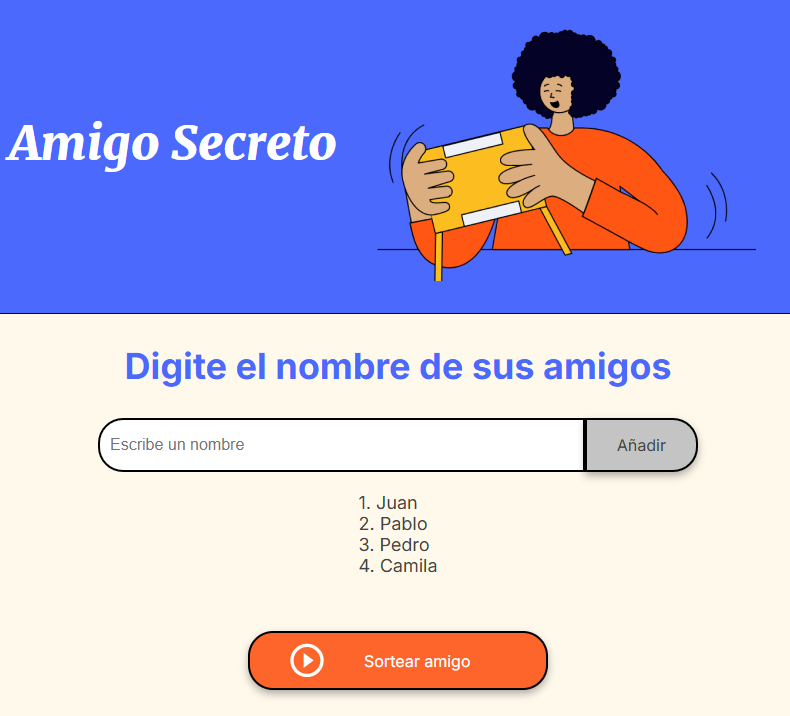 Amigo Secreto
Digite el nombre de sus amigos
Escribe un nombre
Añadir
1. Juan
2. Pablo
3. Pedro
4. Camila
Sortear amigo